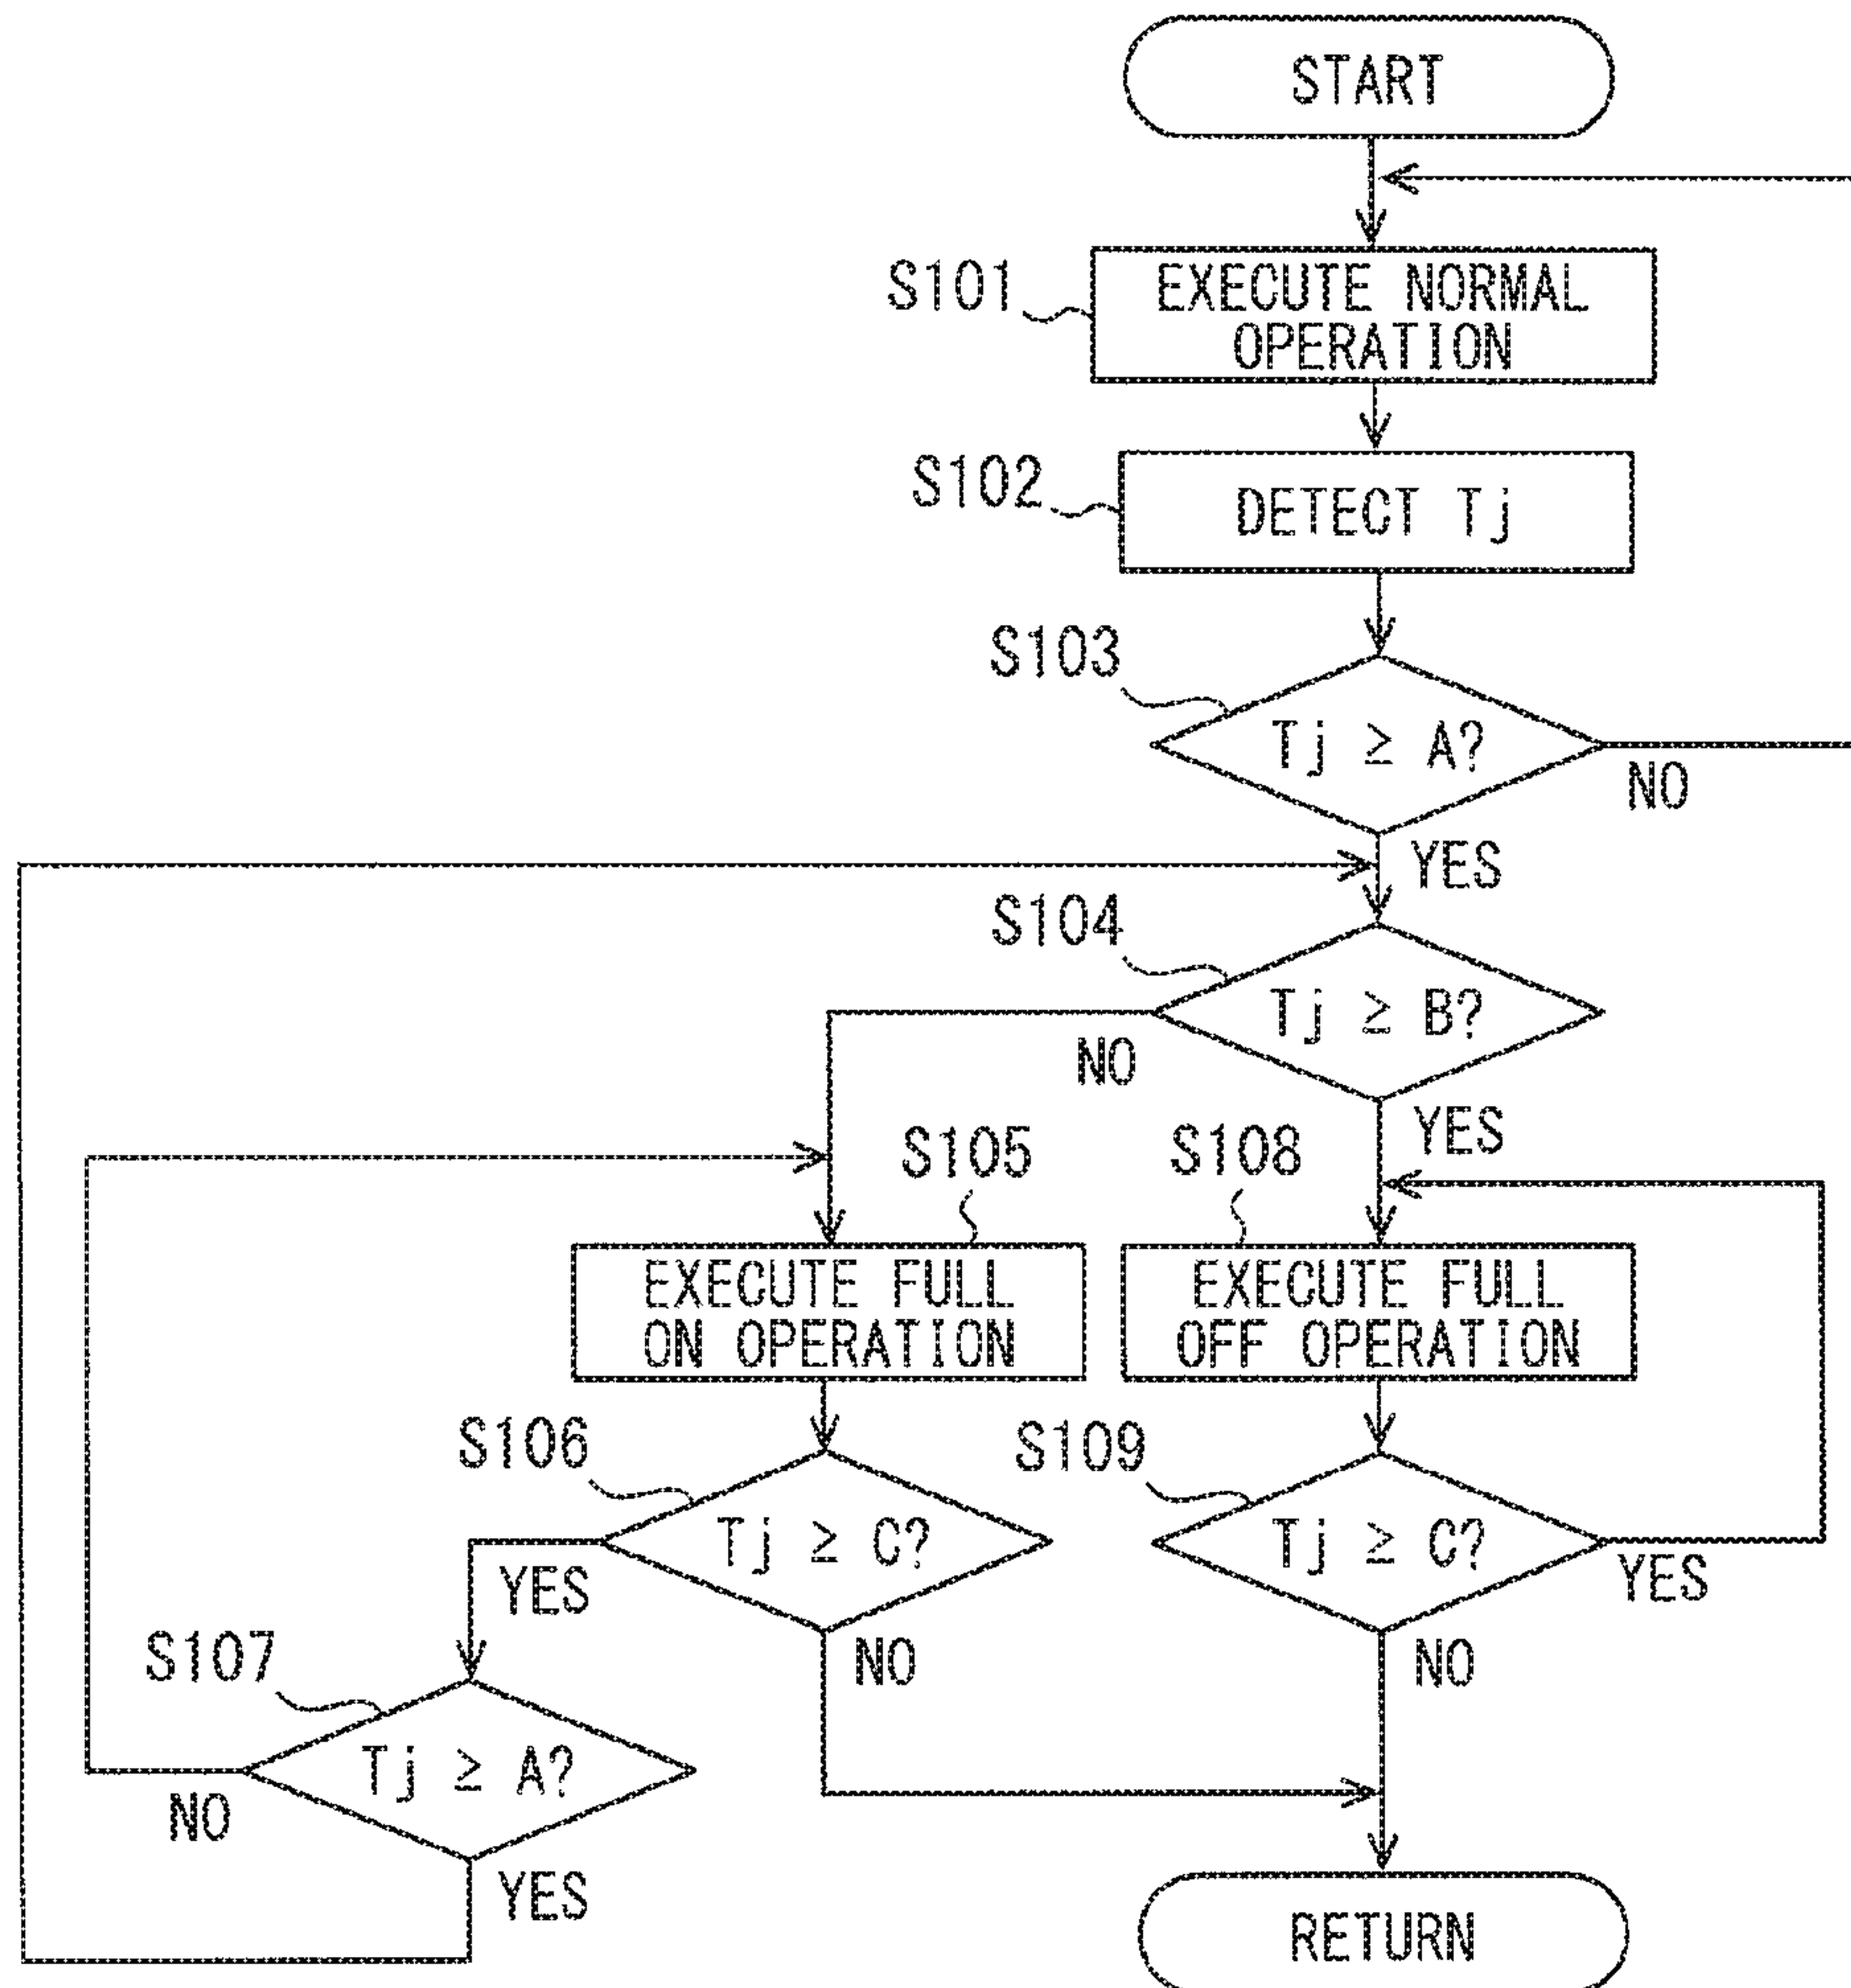 START
S101
EXECUTE NORMAL
OPERATION
S102
DETECT Tj
S103
Tj ≥ A?
NO
YES
S104
Tj ≥ B?
NO
YES
S105
S108
EXECUTE FULL
ON OPERATION
EXECUTE FULL
OFF OPERATION
S106
S109
Tj ≥ C?
Tj ≥ C?
YES
YES
NO
NO
S107
Tj ≥ A?
NO
YES
RETURN